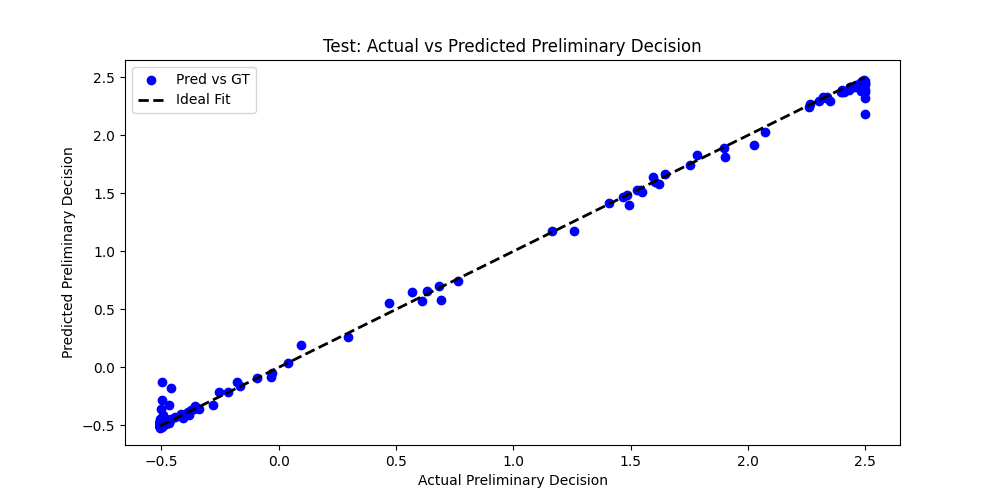 Test: Actual vs Predicted Preliminary Decision
Pred vs GT
Ideal Fit
2.5
2.0
1.5
1.0
0.5
0.0
−0.5
Predicted Preliminary Decision
−0.5
0.0
0.5
1.0
1.5
2.0
2.5
Actual Preliminary Decision